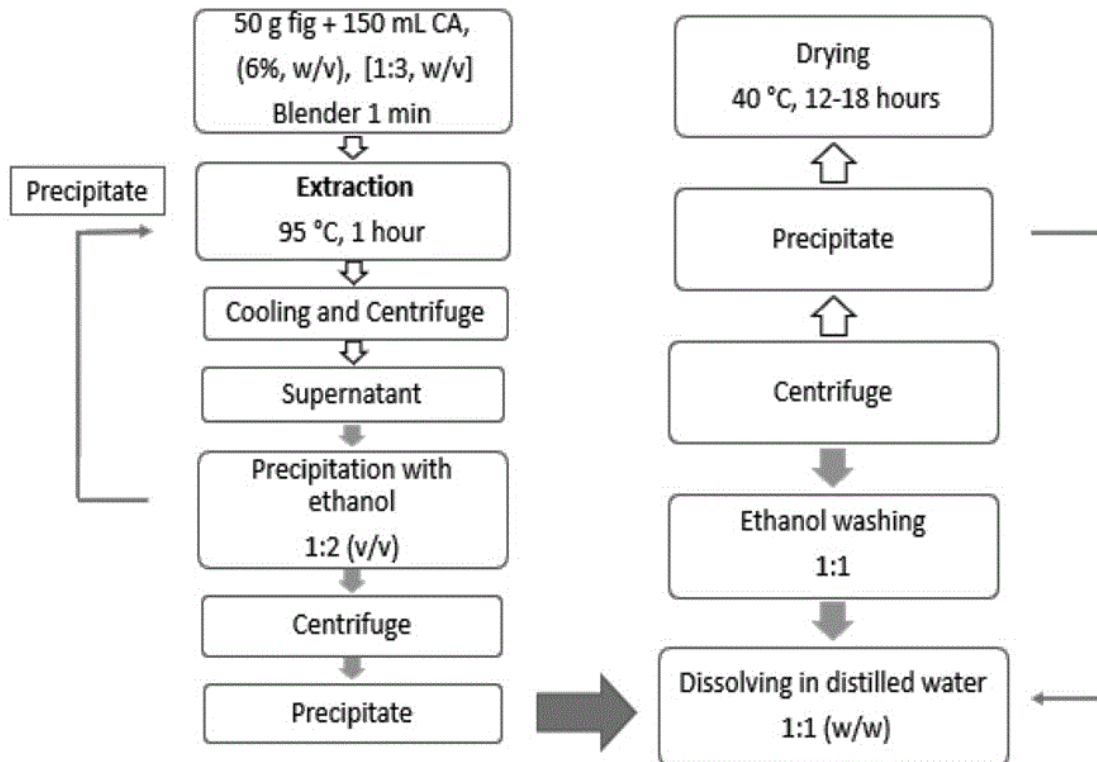 50 g fig + 150 mL CA,
(6%, w/v), [1:3, w/v]
Blender 1 min
Precipitate
Extraction
95 °C, 1 hour
Cooling and Centrifuge
Supernatant
Precipitation with
ethanol
1:2 (v/v)
Centrifuge
Precipitate
Drying
40 °C, 12-18 hours
Precipitate
Centrifuge
Ethanol washing
1:1
Dissolving in distilled water
1:1 (w/w)